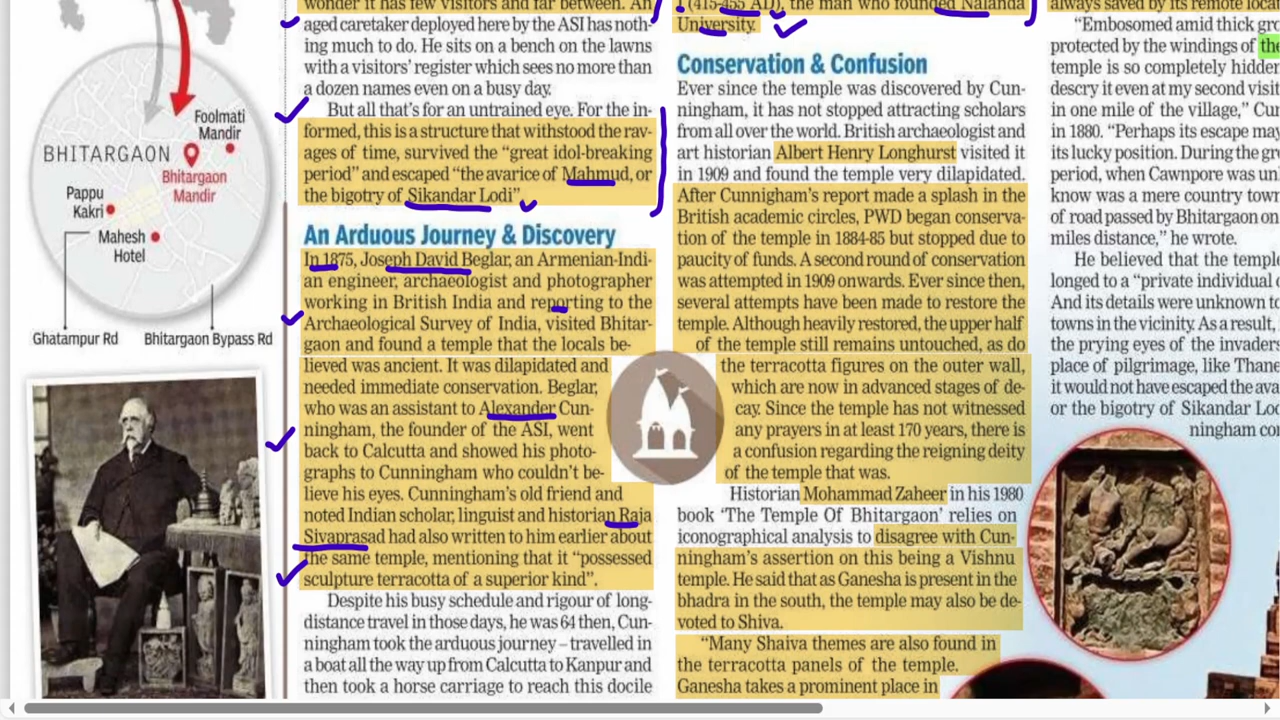 BHITARGAON
Foolmati
Mandir
Bhitargaon
Mandir
Pappu
Kakri
Mahesh
Hotel
Ghatampur Rd
Bhitargaon Bypass Rd
wonder it has few visitors and far between. An
aged caretaker deployed here by the ASI has noth-
ing much to do. He sits on a bench on the lawns
with a visitors' register which sees no more than
a dozen names even on a busy day.
But all that's for an untrained eye. For the in-
formed, this is a structure that withstood the rav-
ages of time, survived the "great idol-breaking
period" and escaped "the avarice of Mahmud, or
the bigotry of Sikandar Lodi"
An Arduous Journey & Discovery
In 1875, Joseph David Beglar, an Armenian-Indi-
an engineer, archaeologist and photographer
working in British India and reporting to the
Archaeological Survey of India, visited Bhitar-
gaon and found a temple that the locals be-
lieved was ancient. It was dilapidated and
needed immediate conservation. Beglar,
who was an assistant to Alexander Cun-
ningham, the founder of the ASI, went
back to Calcutta and showed his photo-
graphs to Cunningham who couldn't be-
lieve his eyes. Cunningham's old friend and
noted Indian scholar, linguist and historian Raja
Sivaprasad had also written to him earlier about
the same temple, mentioning that it "possessed
sculpture terracotta of a superior kind".
Despite his busy schedule and rigour of long-
distance travel in those days, he was 64 then, Cun-
ningham took the arduous journey – travelled in
a boat all the way up from Calcutta to Kanpur and
then took a horse carriage to reach this docile
(415-455 AD), the man who founded Nalanda
University.
Conservation & Confusion
Ever since the temple was discovered by Cun-
ningham, it has not stopped attracting scholars
from all over the world. British archaeologist and
art historian Albert Henry Longhurst visited it
in 1909 and found the temple very dilapidated.
After Cunnigham's report made a splash in the
British academic circles, PWD began conserva-
tion of the temple in 1884-85 but stopped due to
paucity of funds. A second round of conservation
was attempted in 1909 onwards. Ever since then,
several attempts have been made to restore the
temple. Although heavily restored, the upper half
of the temple still remains untouched, as do
the terracotta figures on the outer wall,
which are now in advanced stages of de-
cay. Since the temple has not witnessed
any prayers in at least 170 years, there is
a confusion regarding the reigning deity
of the temple that was.
Historian Mohammad Zaheer in his 1980
book 'The Temple Of Bhitargaon' relies on
iconographical analysis to disagree with Cun-
ningham's assertion on this being a Vishnu
temple. He said that as Ganesha is present in the
bhadra in the south, the temple may also be de-
voted to Shiva.
"Many Shaiva themes are also found in
the terracotta panels of the temple.
Ganesha takes a prominent place in
always saved by its remote
"Embosomed amid thick
protected by the windings of the
temple is so completely hidden
descry it even at my second visit
in one mile of the village,"
in 1880. "Perhaps its escape may
its lucky position. During the
period, when Cawnpore was
know was a mere country town
of road passed by Bhitargaon on
miles distance," he wrote.
He believed that the temple
longed to a "private individual
And its details were unknown to
towns in the vicinity. As a result,
the prying eyes of the invaders
place of pilgrimage, like
it would not have escaped the
or the bigotry of Sikandar
ningham